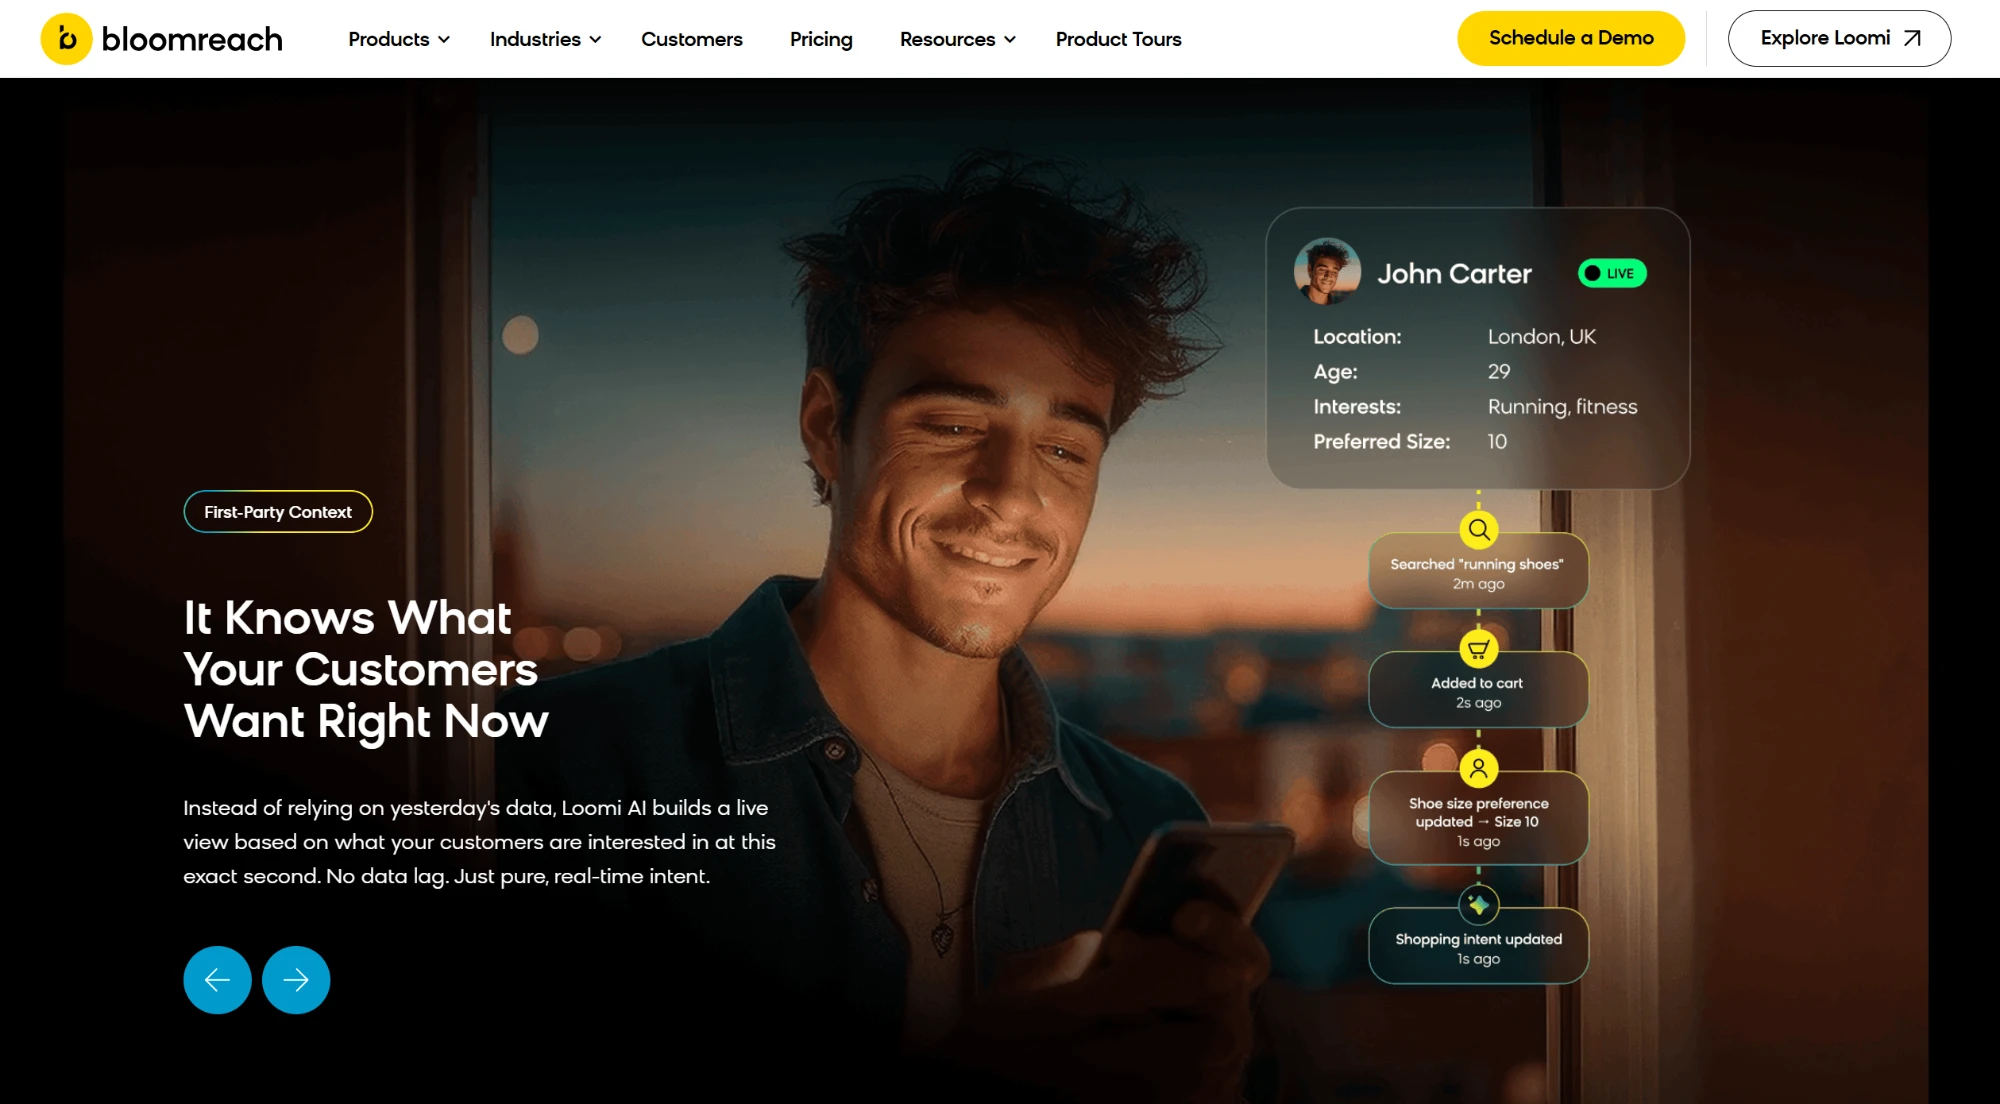 bloomreach
Products
Industries
Customers
Pricing
Resources
Product Tours
Schedule a Demo
Explore Loomi
First-Party Context
It Knows What
Your Customers
Want Right Now
Instead of relying on yesterday's data, Loomi AI builds a live
view based on what your customers are interested in at this
exact second. No data lag. Just pure, real-time intent.
John Carter
LIVE
Location: London, UK
Age: 29
Interests: Running, fitness
Preferred Size: 10
Searched "running shoes"
2m ago
Added to cart
2s ago
Shoe size preference
updated → Size 10
1s ago
Shopping intent updated
1s ago